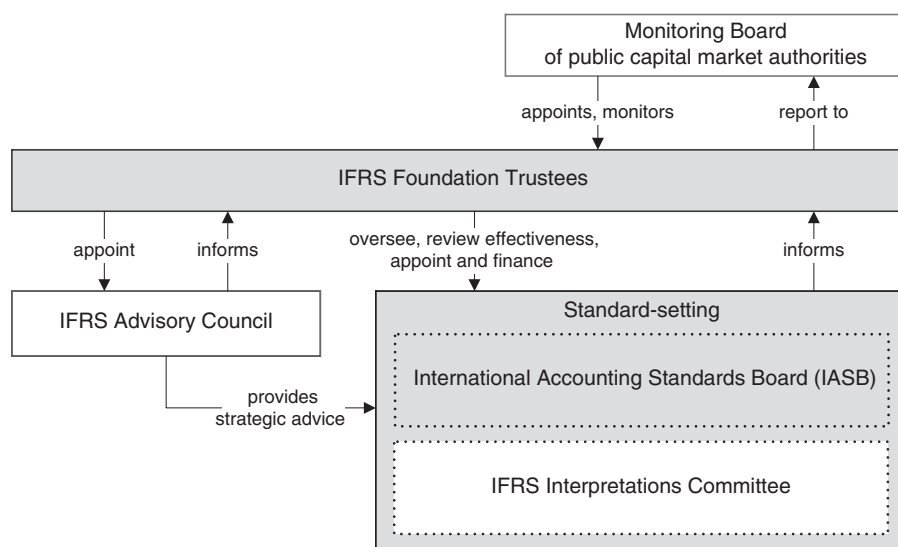 Monitoring Board
of public capital market authorities
appoints, monitors
report to
IFRS Foundation Trustees
appoint
informs
oversee, review effectiveness,
appoint and finance
informs
IFRS Advisory Council
Standard-setting
International Accounting Standards Board (IASB)
provides
strategic advice
IFRS Interpretations Committee